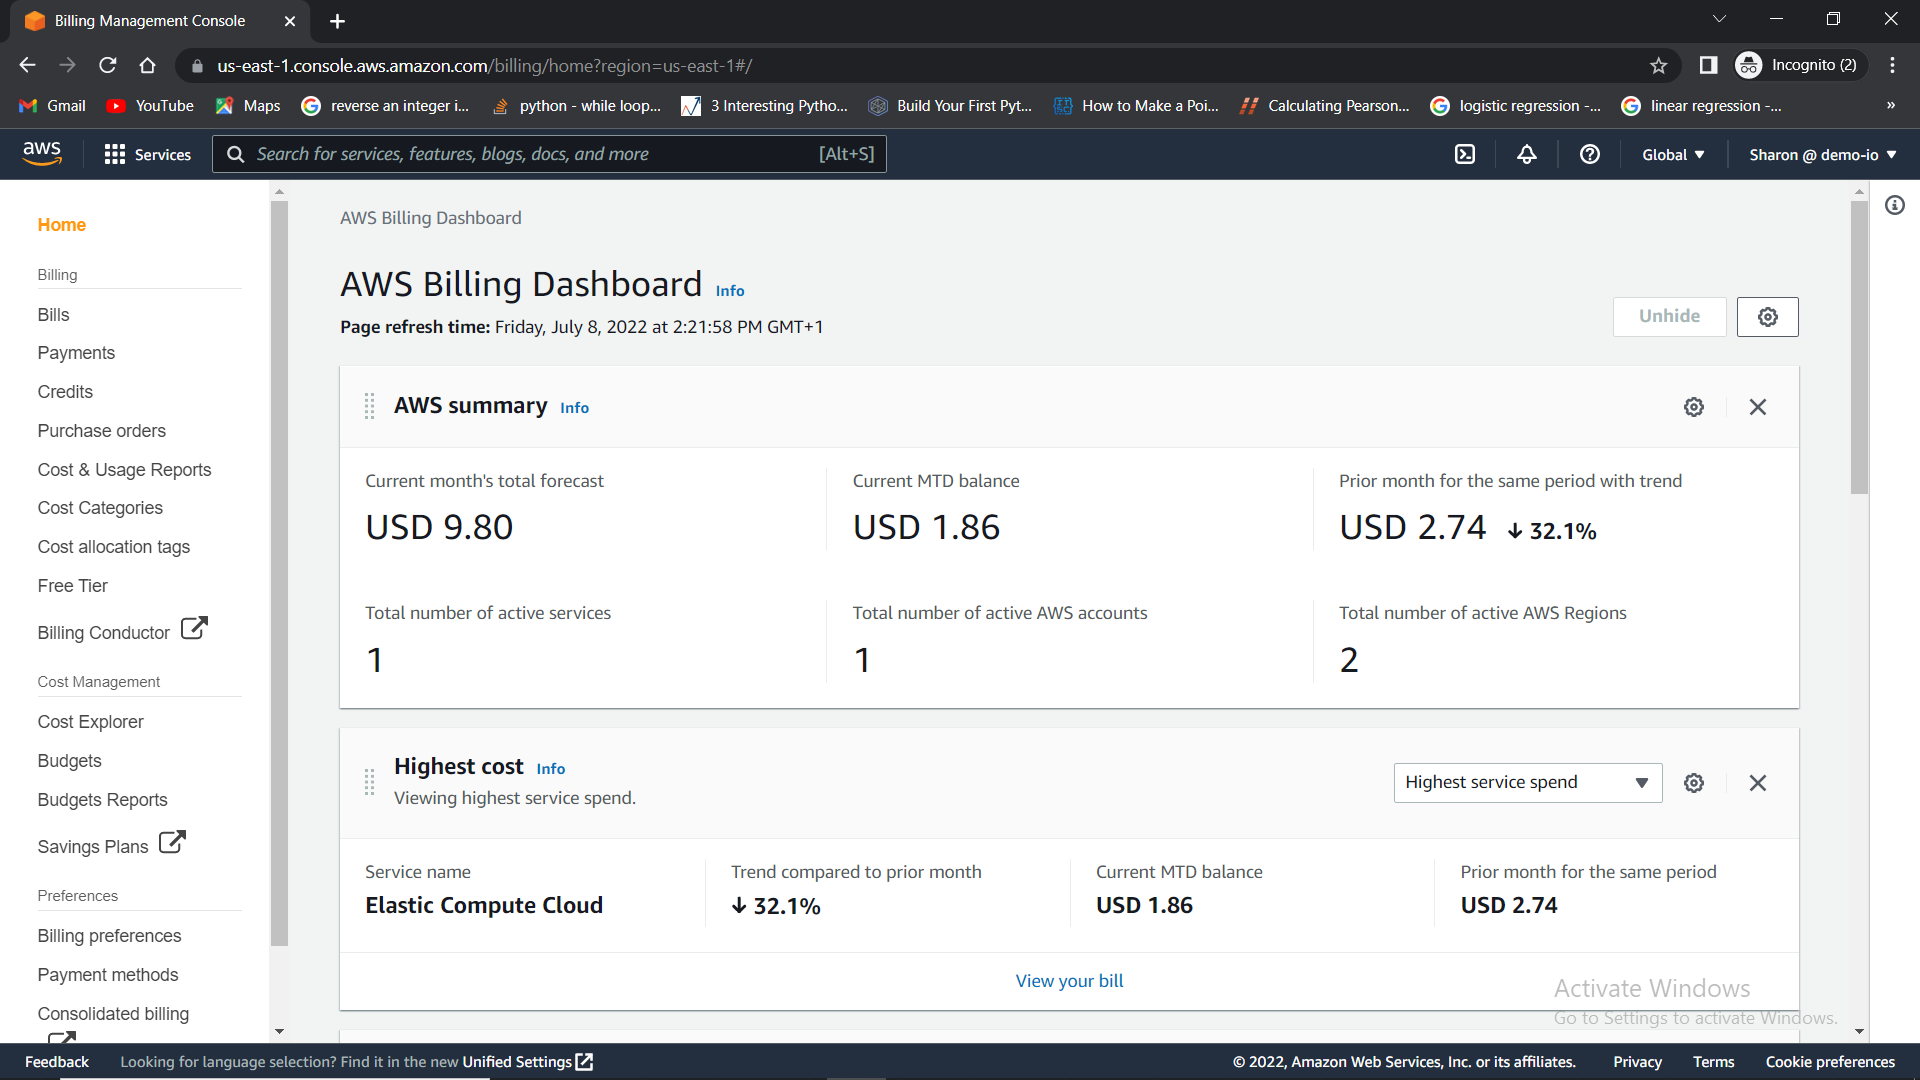 Billing Management Console
us-east-1.console.aws.amazon.com/billing/home?region=us-east-1#/
Incognito (2)
Gmail
YouTube
Maps
reverse an integer i...
python - while loop...
3 Interesting Pytho...
Build Your First Pyt...
How to Make a Poi...
Calculating Pearson...
logistic regression -...
linear regression -...
»
aws
Services
Search for services, features, blogs, docs, and more
[Alt+S]
Global
Sharon @ demo-io
Home
Billing
Bills
Payments
Credits
Purchase orders
Cost & Usage Reports
Cost Categories
Cost allocation tags
Free Tier
Billing Conductor
Cost Management
Cost Explorer
Budgets
Budgets Reports
Savings Plans
Preferences
Billing preferences
Payment methods
Consolidated billing
AWS Billing Dashboard
AWS Billing Dashboard Info
Page refresh time: Friday, July 8, 2022 at 2:21:58 PM GMT+1
Unhide
AWS summary Info
Current month's total forecast
USD 9.80
Current MTD balance
USD 1.86
Prior month for the same period with trend
USD 2.74 ↓ 32.1%
Total number of active services
1
Total number of active AWS accounts
1
Total number of active AWS Regions
2
Highest cost Info
Viewing highest service spend.
Highest service spend
Service name
Elastic Compute Cloud
Trend compared to prior month
↓ 32.1%
Current MTD balance
USD 1.86
Prior month for the same period
USD 2.74
View your bill
Activate Windows
Go to Settings to activate Windows.
Feedback
Looking for language selection? Find it in the new Unified Settings
© 2022, Amazon Web Services, Inc. or its affiliates.
Privacy
Terms
Cookie preferences